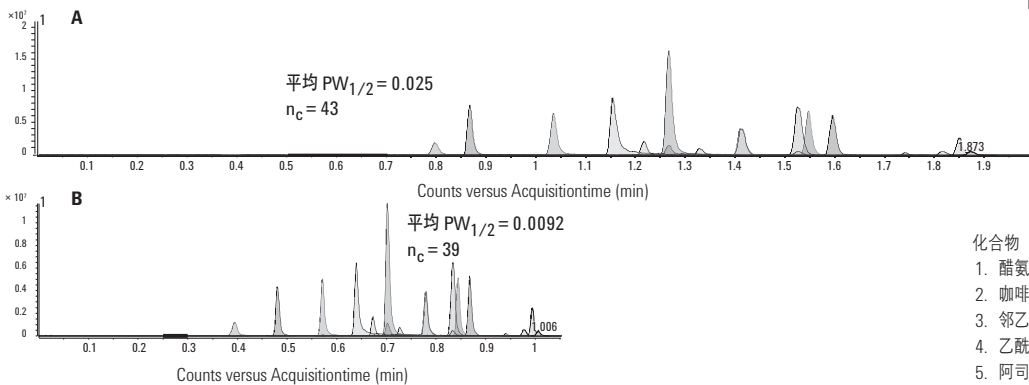 ×10⁷
1
A
2
1.5
1
0.5
0
平均 PW1/2 = 0.025
nc = 43
1.873
0.1 0.2 0.3 0.4 0.5 0.6 0.7 0.8 0.9 1 1.1 1.2 1.3 1.4 1.5 1.6 1.7 1.8 1.9
Counts versus Acquisitiontime (min)
× 10⁷
1
B
1
0.8
0.6
0.4
0.2
0
平均 PW1/2 = 0.0092
nc = 39
1.006
0.1 0.2 0.3 0.4 0.5 0.6 0.7 0.8 0.9 1
Counts versus Acquisitiontime (min)
化合物
1. 醋氨
2. 咖啡
3. 邻乙
4. 乙酰
5. 阿司